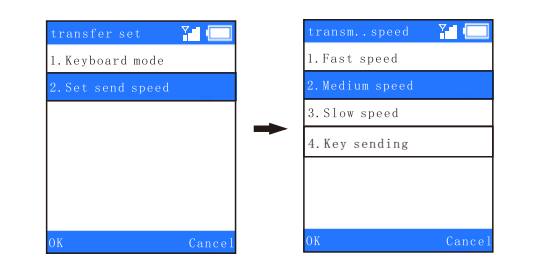 transfer set
1.Keyboard mode
2.Set send speed
OK Cancel
transm..speed
1.Fast speed
2.Medium speed
3.Slow speed
4.Key sending
OK Cancel